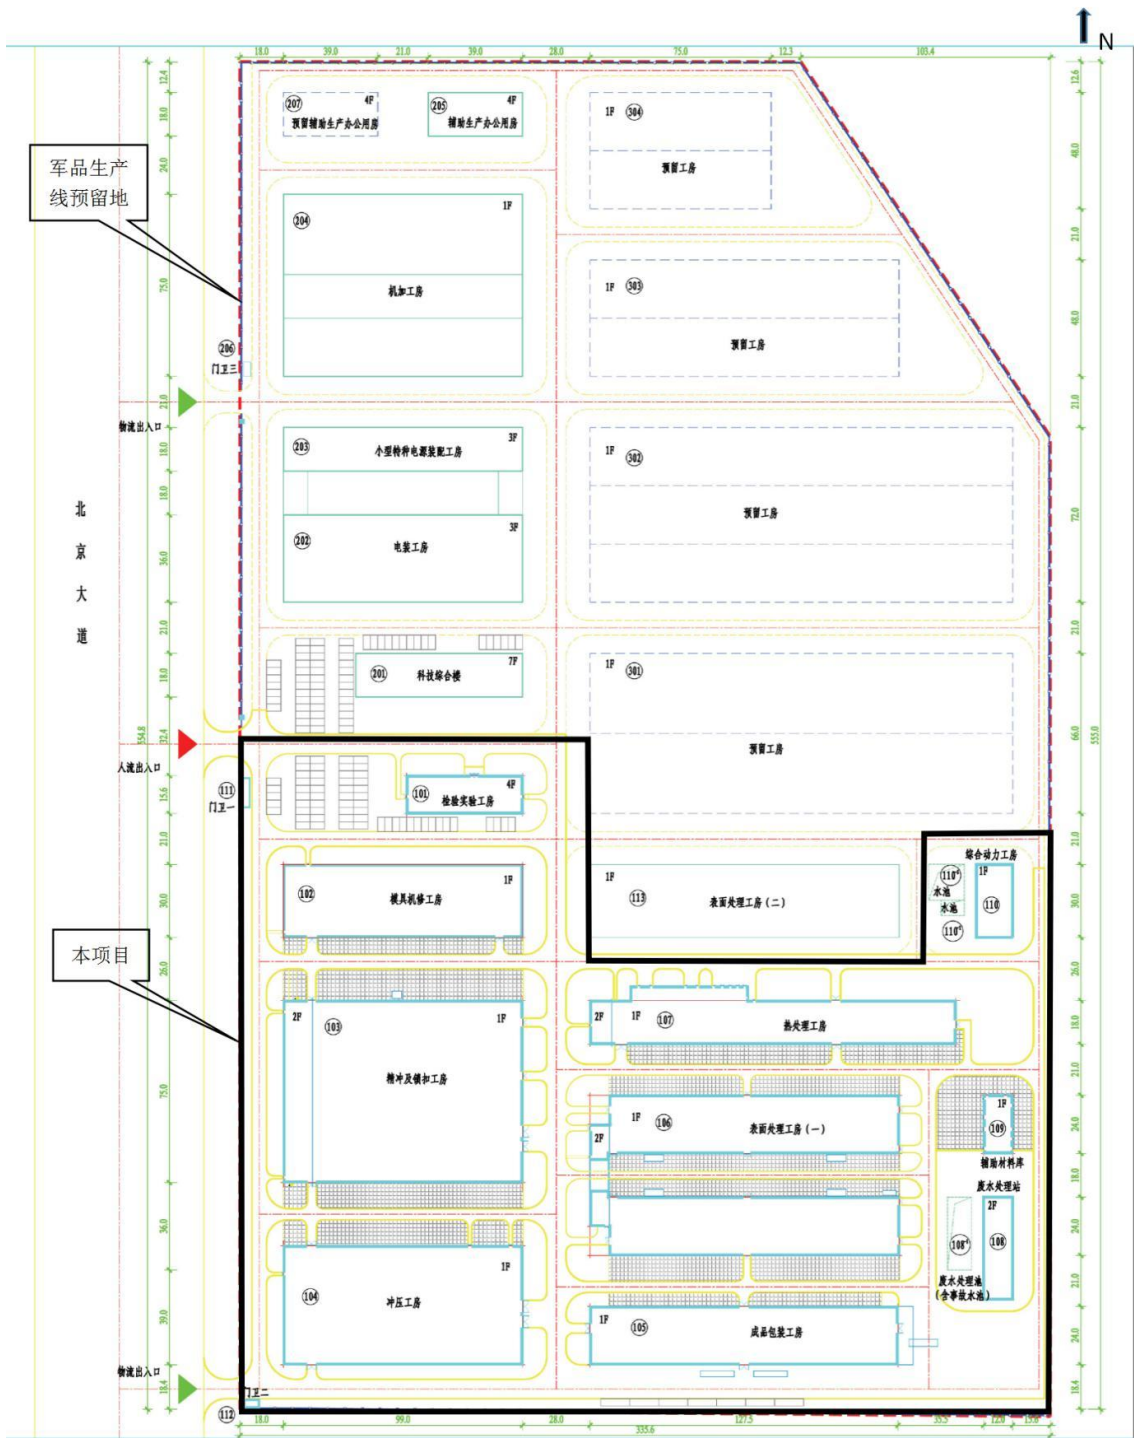 N
18.0
39.0
21.0
39.0
28.0
75.0
12.3
103.4
12.4
18.0
24.0
75.0
21.0
18.0
18.0
36.0
21.0
18.0
32.4
554.8
15.6
21.0
30.0
26.0
75.0
36.0
39.0
18.4
12.6
48.0
21.0
48.0
21.0
72.0
21.0
66.0
555.0
21.0
30.0
26.0
18.0
21.0
24.0
18.0
24.0
21.0
24.0
18.4
军品生产
线预留地
本项目
北
京
大
道
207
4F
预留辅助生产办公用房
205
4F
辅助生产办公用房
1F
304
预留工房
204
1F
机加工房
1F
303
预留工房
206
门卫三
物流出入口
203
3F
小型特种电源装配工房
202
3F
电装工房
1F
302
预留工房
201
7F
科技综合楼
1F
301
预留工房
人流出入口
111
门卫一
101
4F
检验实验工房
102
1F
模具机修工房
1F
113
表面处理工房(二)
综合动力工房
1F
110
水池
水池
2F
103
1F
精冲及锁扣工房
2F
1F
107
热处理工房
1F
106
2F
表面处理工房(一)
1F
109
辅助材料库
废水处理站
2F
108
废水处理池
(含事故水池)
1F
104
冲压工房
1F
105
成品包装工房
物流出入口
门卫二
112
18.0
99.0
28.0
127.5
35.5
12.0
15.6
335.6